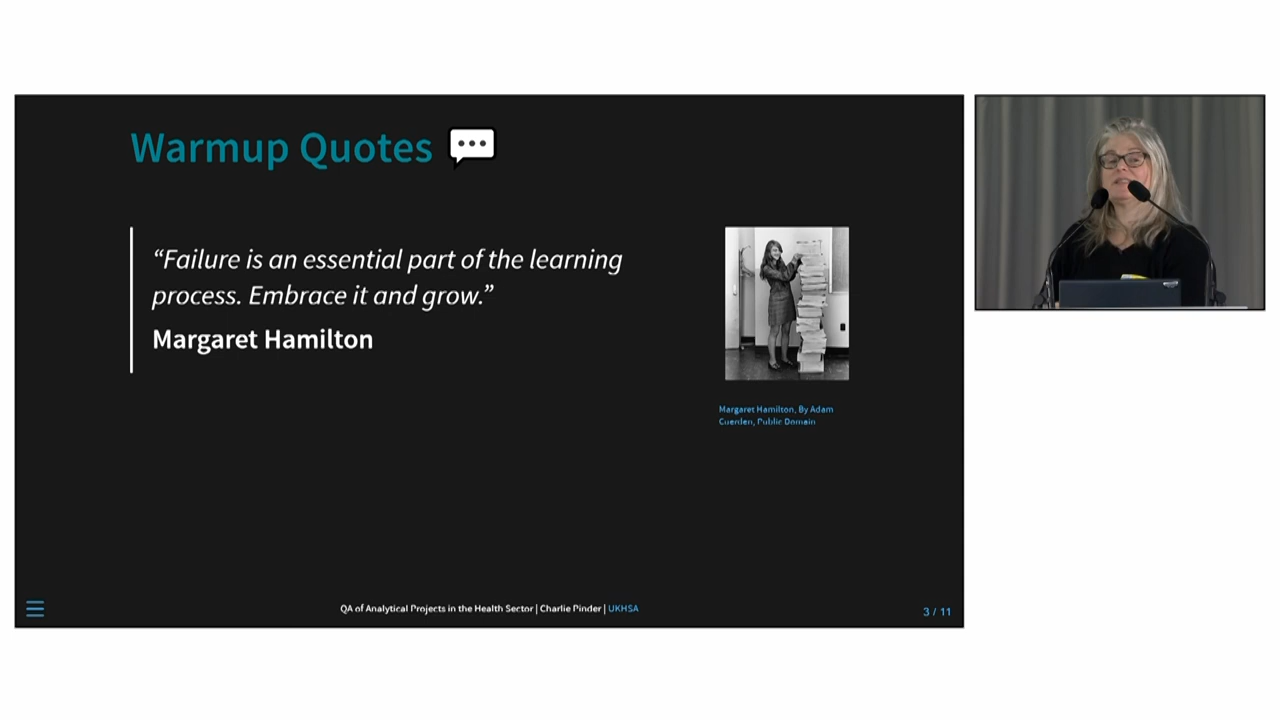 Warmup Quotes
“Failure is an essential part of the learning
process. Embrace it and grow.”
Margaret Hamilton
Margaret Hamilton, By Adam
Cuerden, Public Domain
QA of Analytical Projects in the Health Sector | Charlie Pinder | UKHSA
3 / 11